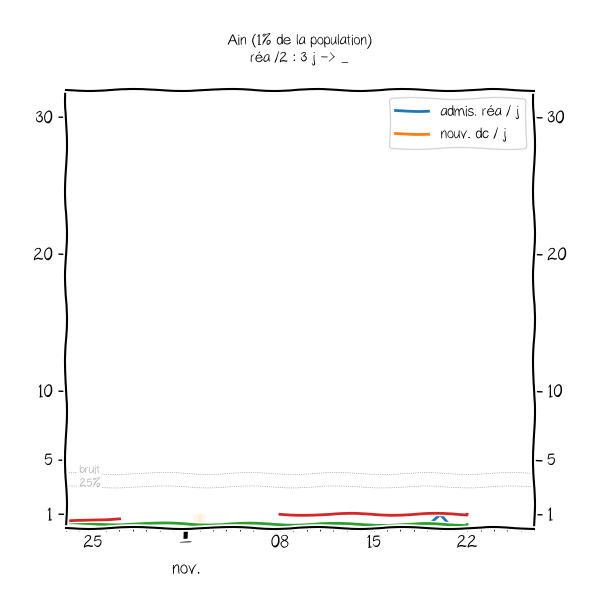 Ain (1% de la population)
réa /2 : 3 j -> _
30 30
admis. réa / j
nouv. dc / j
20 20
10 10
5 5
bruit
25%
1 1
25 1 08 15 22
nov.